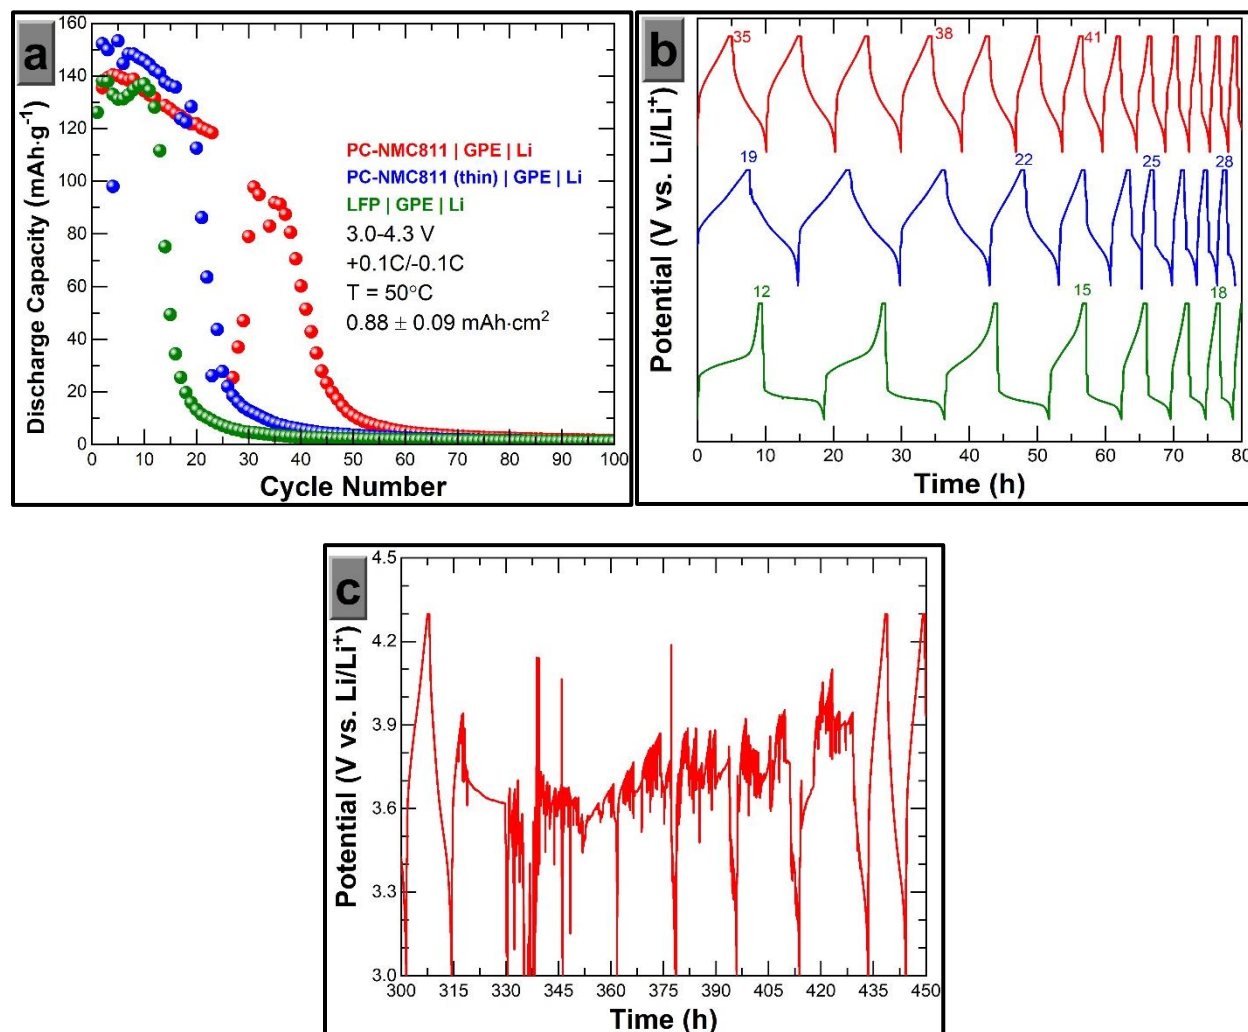 a
160
140
120
100
80
60
40
20
0
Discharge Capacity (mAh·g⁻¹)
PC-NMC811 | GPE | Li
PC-NMC811 (thin) | GPE | Li
LFP | GPE | Li
3.0-4.3 V
+0.1C/-0.1C
T = 50°C
0.88 ± 0.09 mAh·cm²
0 10 20 30 40 50 60 70 80 90 100
Cycle Number
b
Potential (V vs. Li/Li⁺)
35 38 41
19 22 25 28
12 15 18
0 10 20 30 40 50 60 70 80
Time (h)
c
4.5
4.2
3.9
3.6
3.3
3.0
Potential (V vs. Li/Li⁺)
300 315 330 345 360 375 390 405 420 435 450
Time (h)